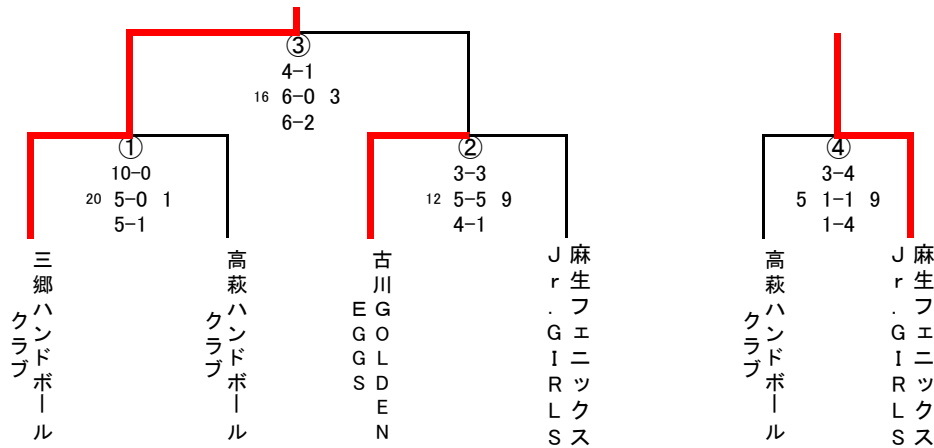 ③
4-1
16 6-0 3
6-2
①
10-0
20 5-0 1
5-1
②
3-3
12 5-5 9
4-1
④
3-4
5 1-1 9
1-4
三郷ハンドボール
クラブ
高萩ハンドボール
クラブ
古川GOLDEN
EGGS
麻生フェニックス
Jr.GIRLS
高萩ハンドボール
クラブ
麻生フェニックス
Jr.GIRLS